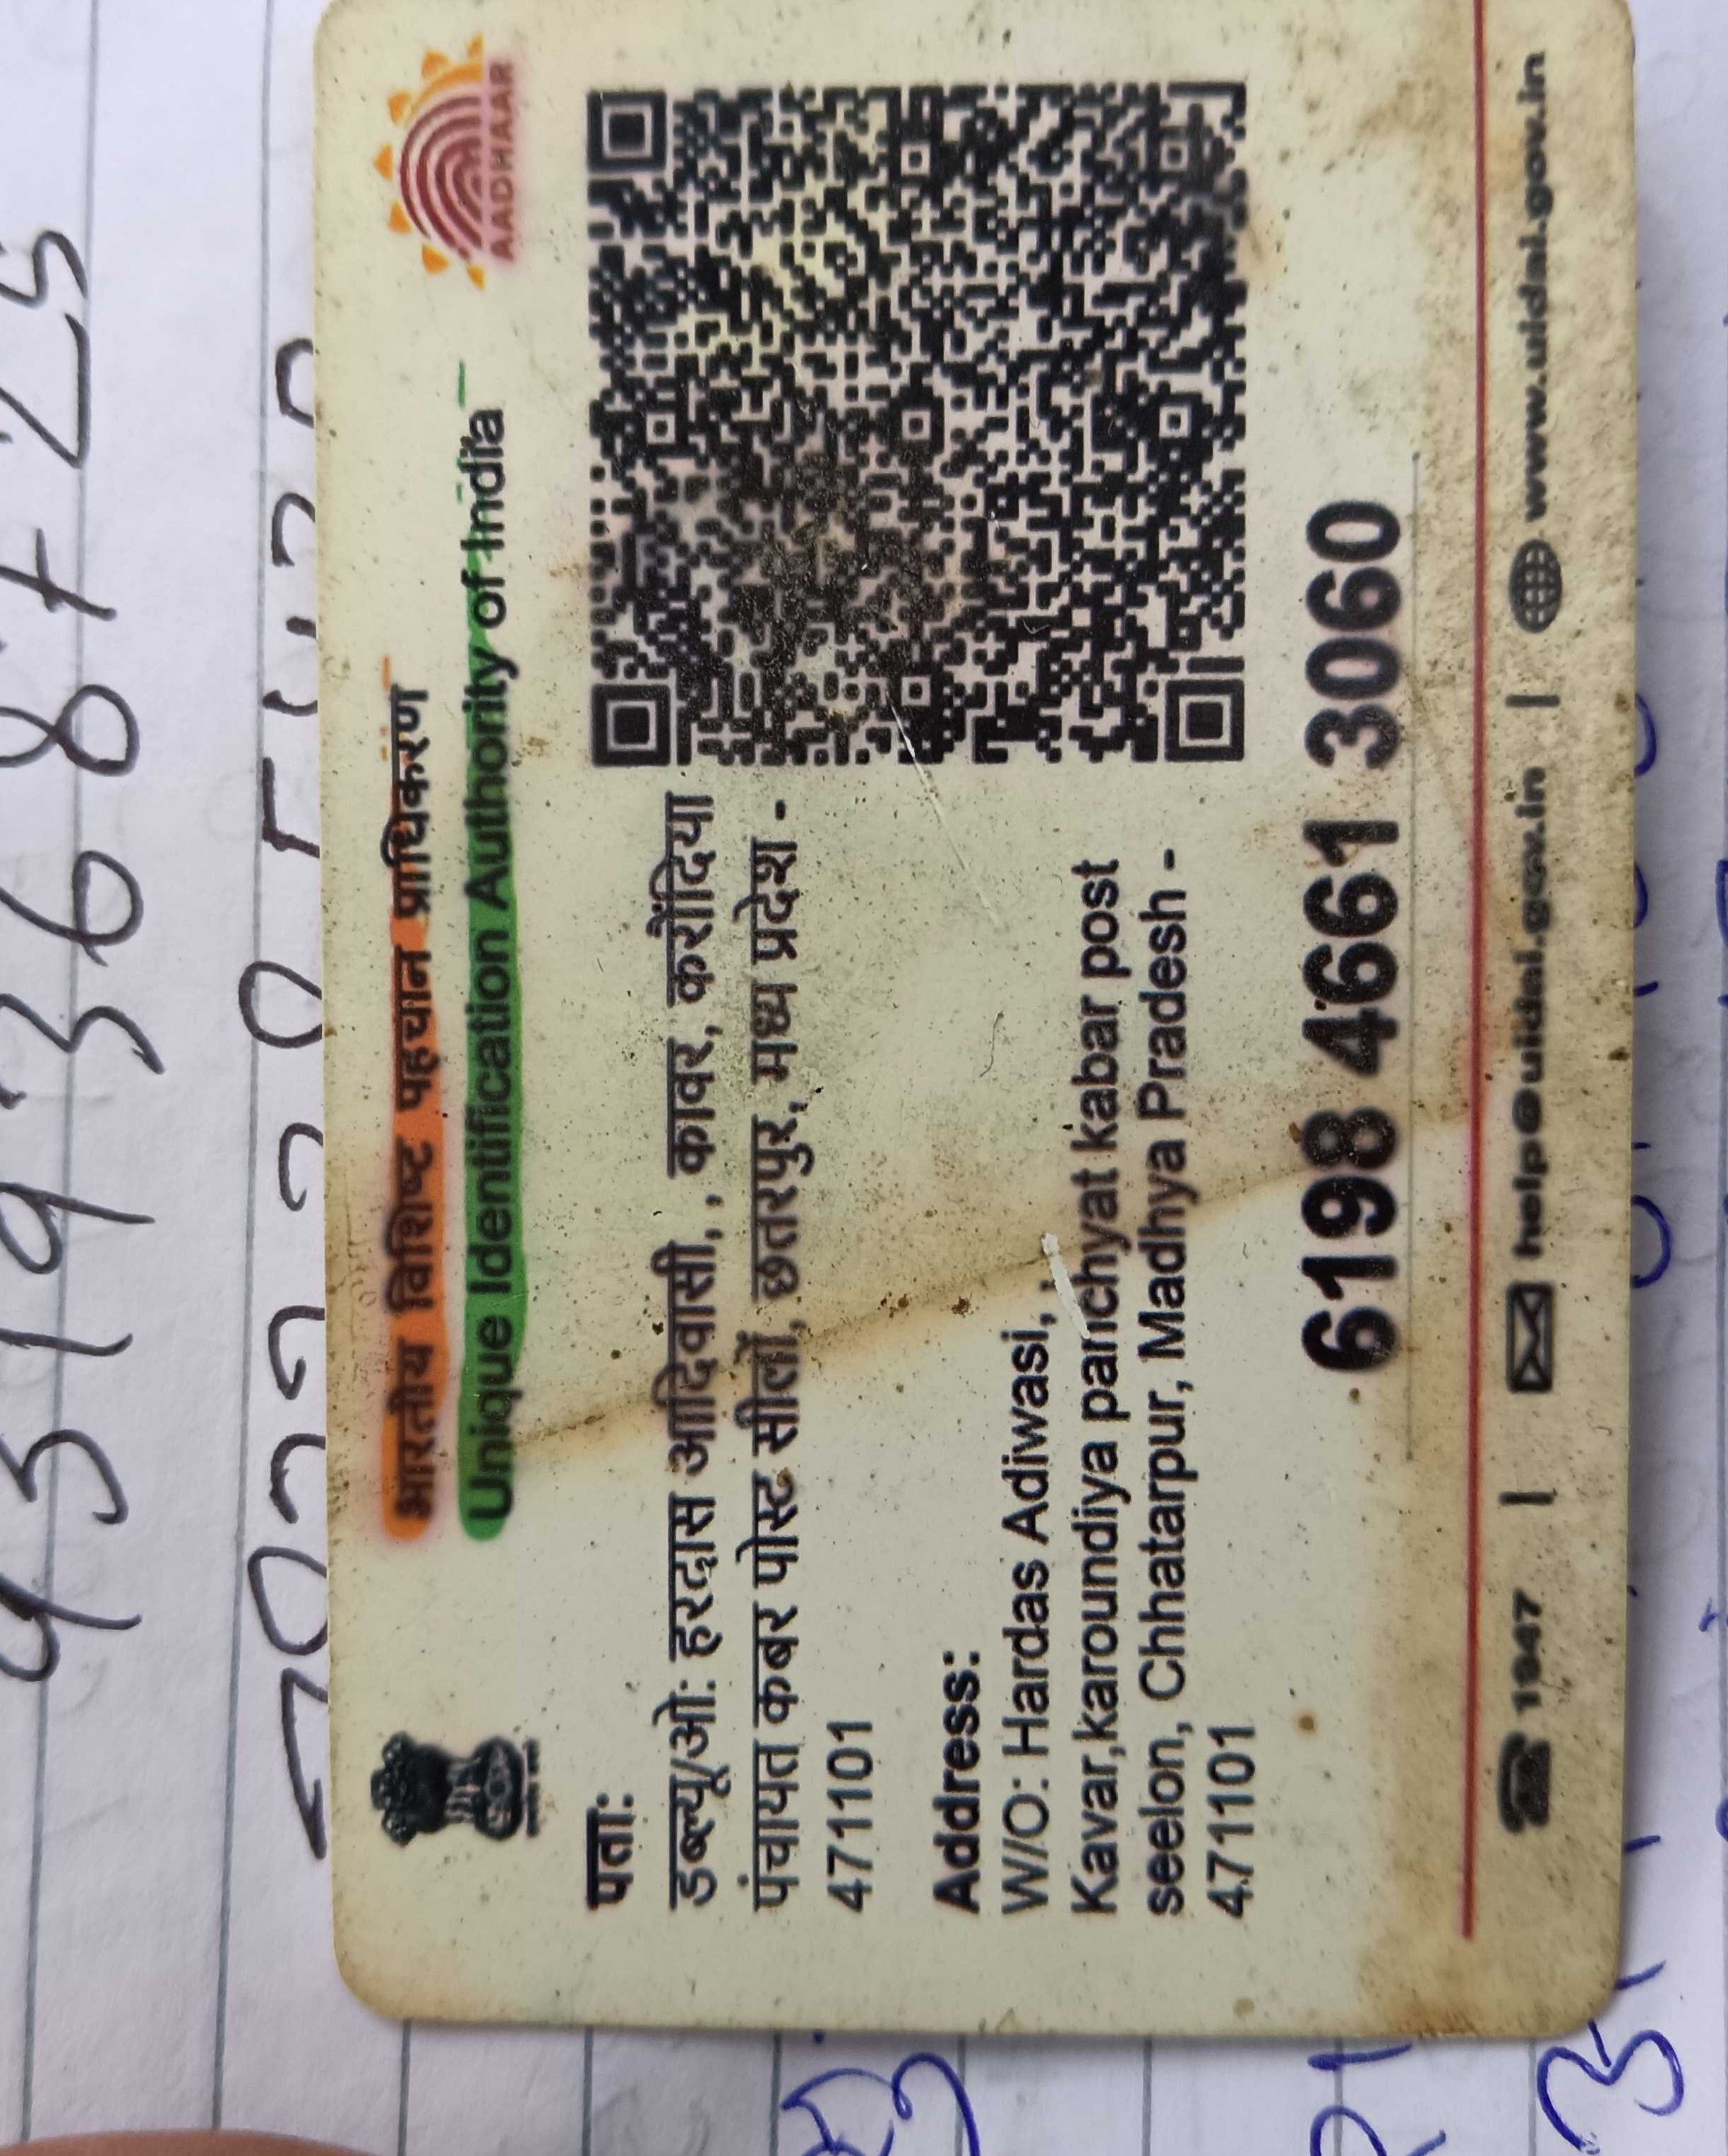 भारतीय विशिष्ट पहचान प्राधिकरण
Unique Identification Authority of India
AADHAAR
पता:
डब्ल्यू/ओ: हरदास आदिवासी, , कावर, करौंदिया
पंचायत कबर पोस्ट सीलों, छतरपुर, मध्य प्रदेश -
471101
Address:
W/O: Hardas Adiwasi, ,
Kavar,karoundiya panchyat kabar post
seelon, Chhatarpur, Madhya Pradesh -
471101
6198 4661 3060
1947 | help@uidai.gov.in | www.uidai.gov.in